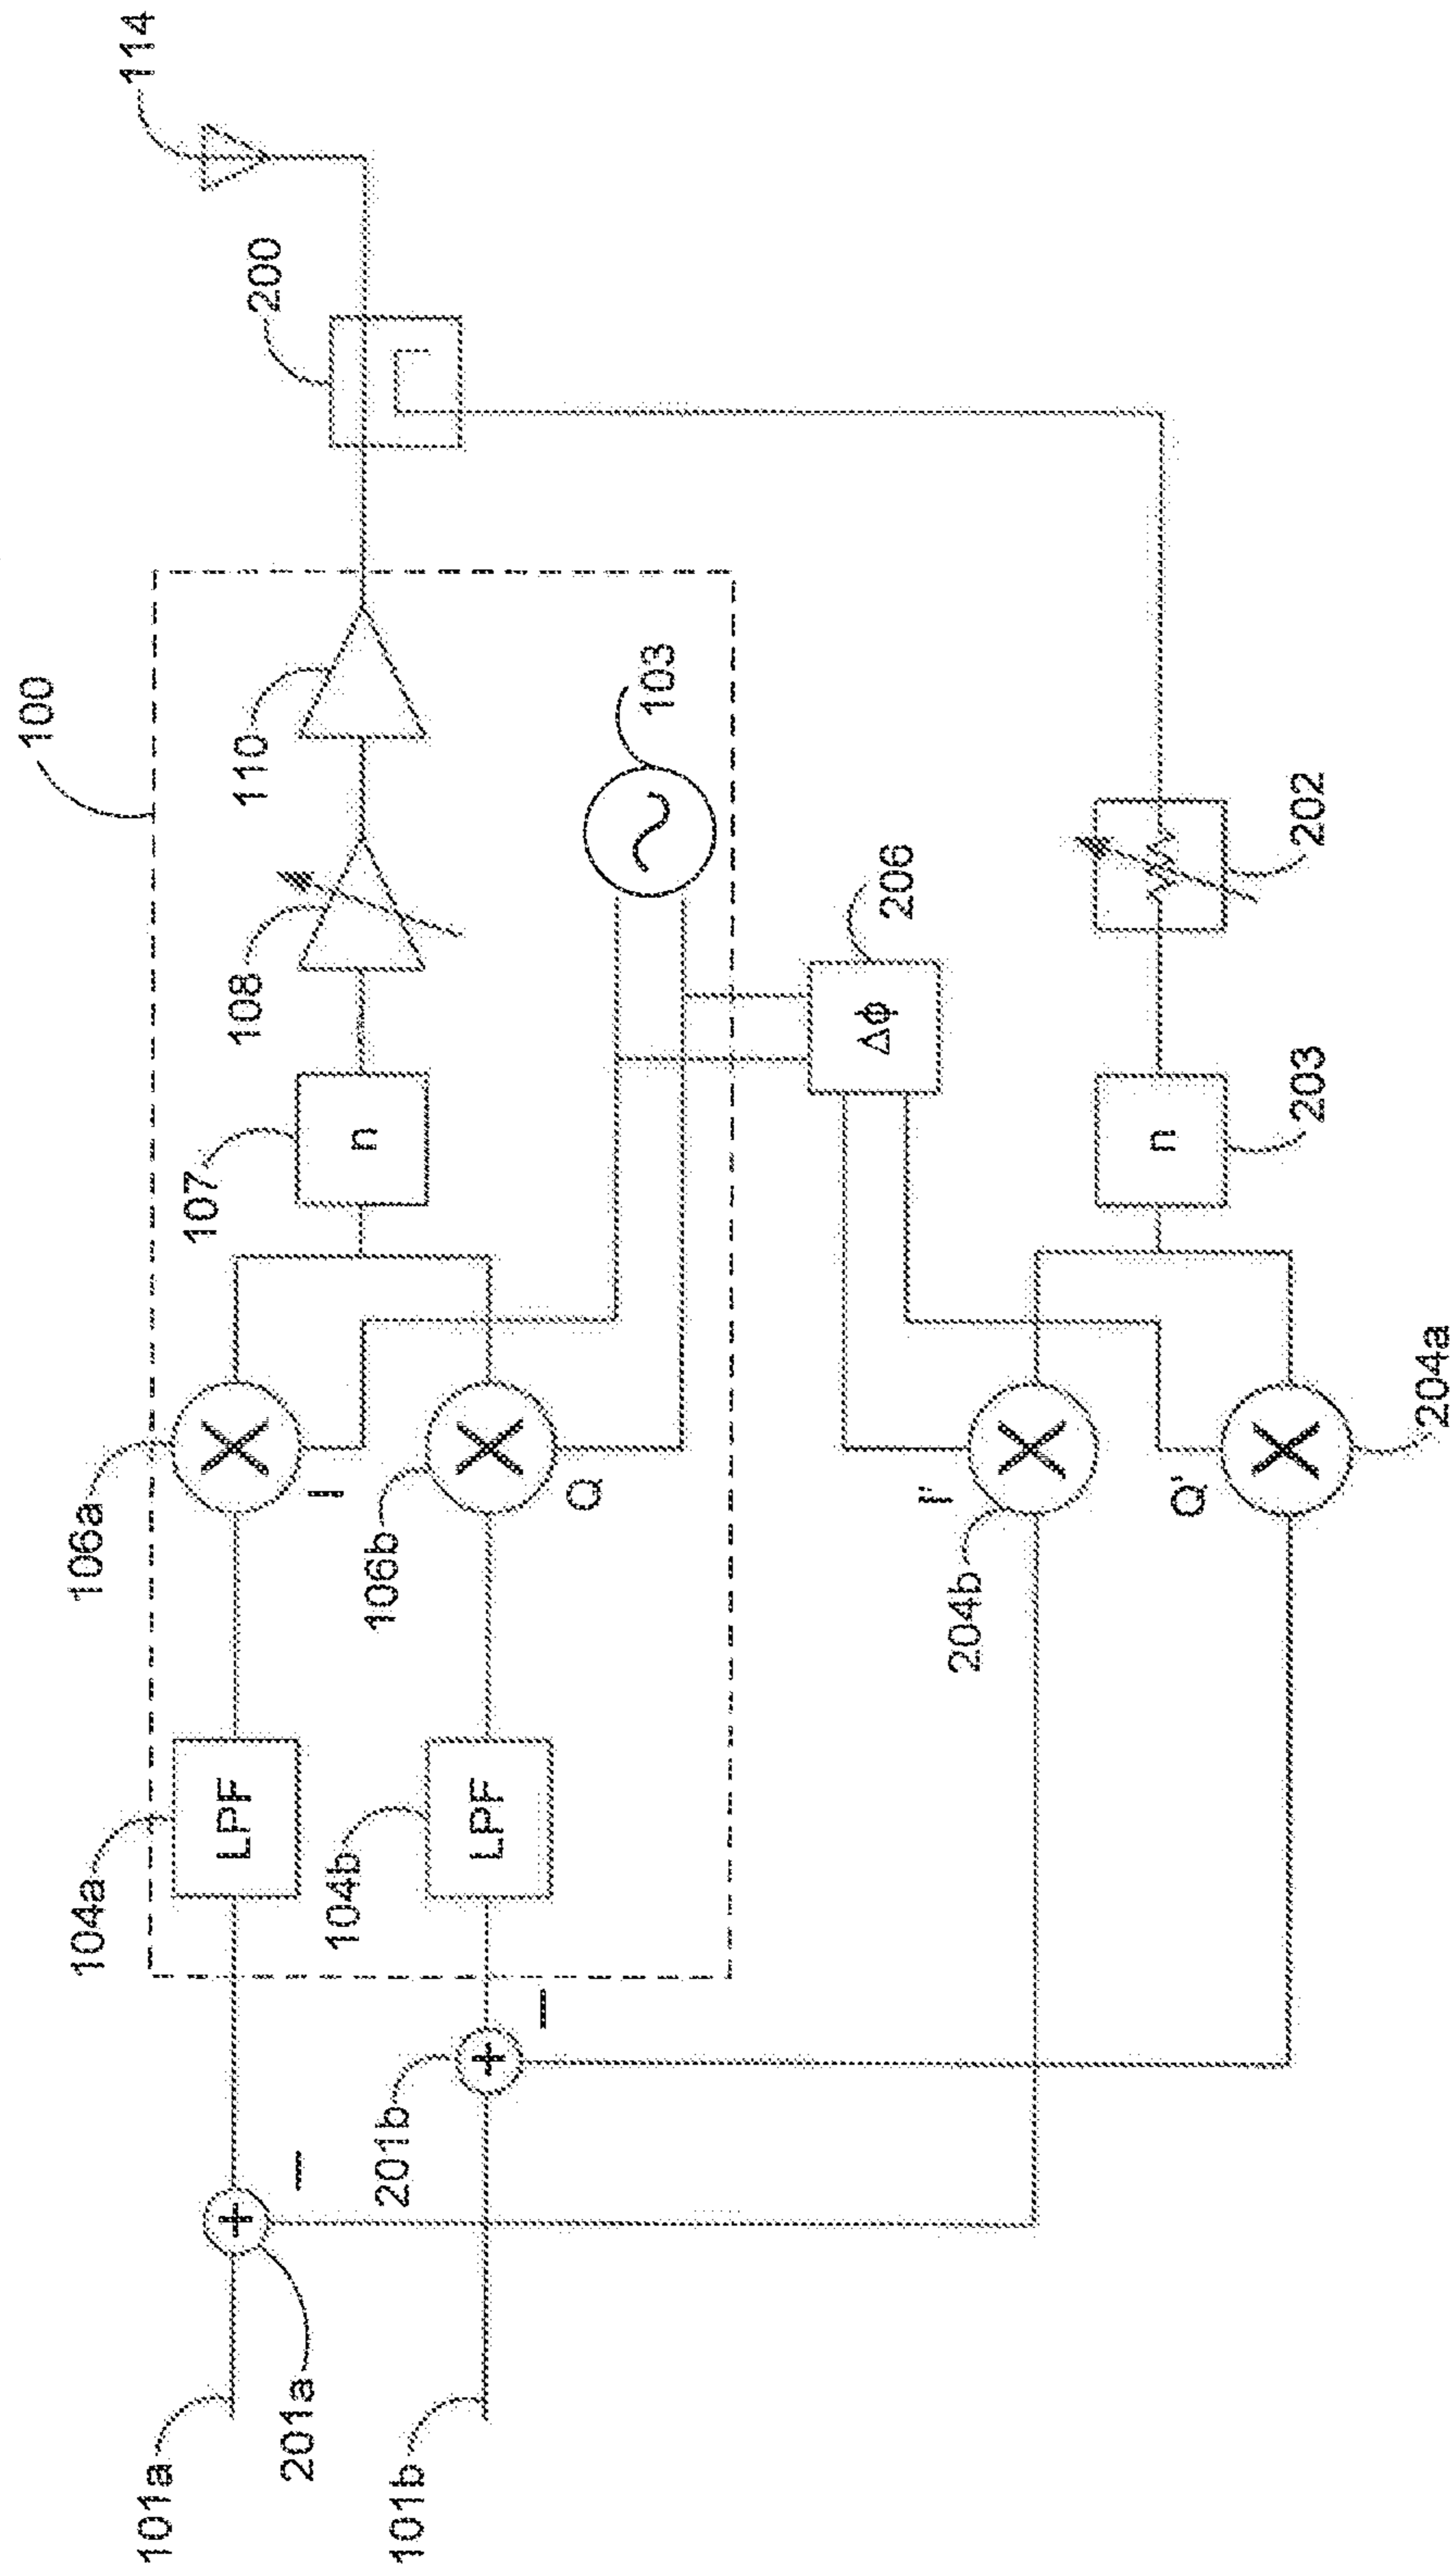 100
114
200
110
108
107
n
106a
I
106b
Q
103
104a
LPF
104b
LPF
101a
201a
+
−
101b
201b
+
−
206
Δϕ
202
203
n
204b
I'
204a
Q'